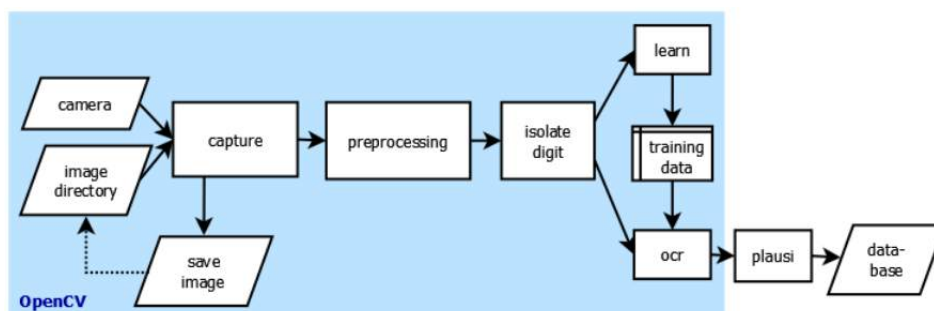 camera
image
directory
capture
save
image
preprocessing
isolate
digit
learn
training
data
ocr
plausi
data-
base
OpenCV